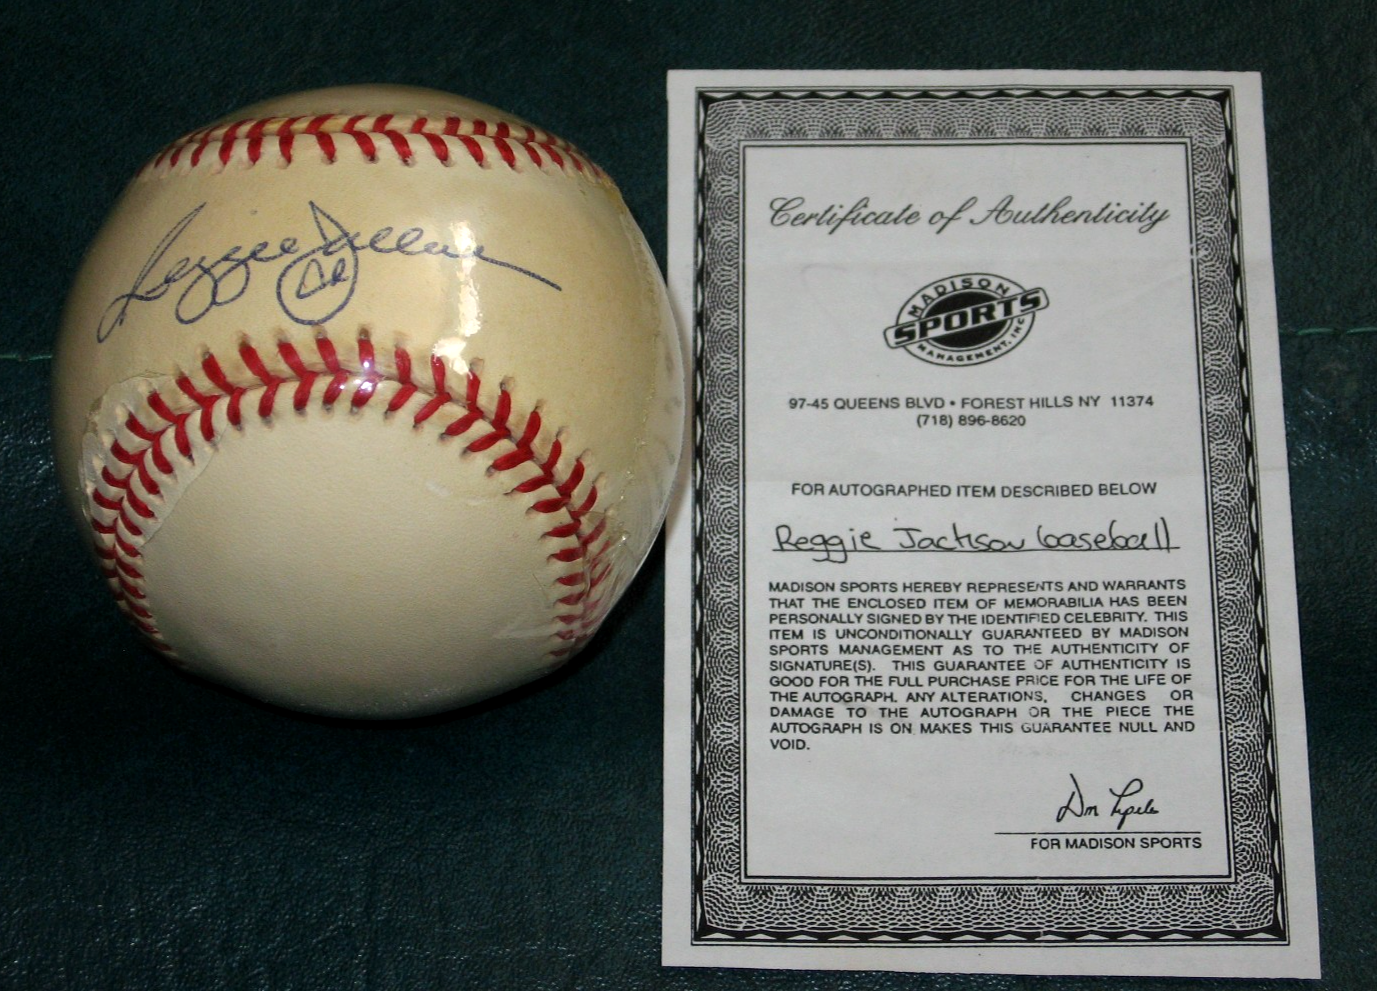 Reggie Jackson
Certificate of Authenticity
MADISON
SPORTS
MANAGEMENT, INC.
97-45 QUEENS BLVD • FOREST HILLS NY 11374
(718) 896-8620
FOR AUTOGRAPHED ITEM DESCRIBED BELOW
Reggie Jackson baseball
MADISON SPORTS HEREBY REPRESENTS AND WARRANTS
THAT THE ENCLOSED ITEM OF MEMORABILIA HAS BEEN
PERSONALLY SIGNED BY THE IDENTIFIED CELEBRITY. THIS
ITEM IS UNCONDITIONALLY GUARANTEED BY MADISON
SPORTS MANAGEMENT AS TO THE AUTHENTICITY OF
SIGNATURE(S). THIS GUARANTEE OF AUTHENTICITY IS
GOOD FOR THE FULL PURCHASE PRICE FOR THE LIFE OF
THE AUTOGRAPH. ANY ALTERATIONS, CHANGES OR
DAMAGE TO THE AUTOGRAPH OR THE PIECE THE
AUTOGRAPH IS ON MAKES THIS GUARANTEE NULL AND
VOID.
FOR MADISON SPORTS